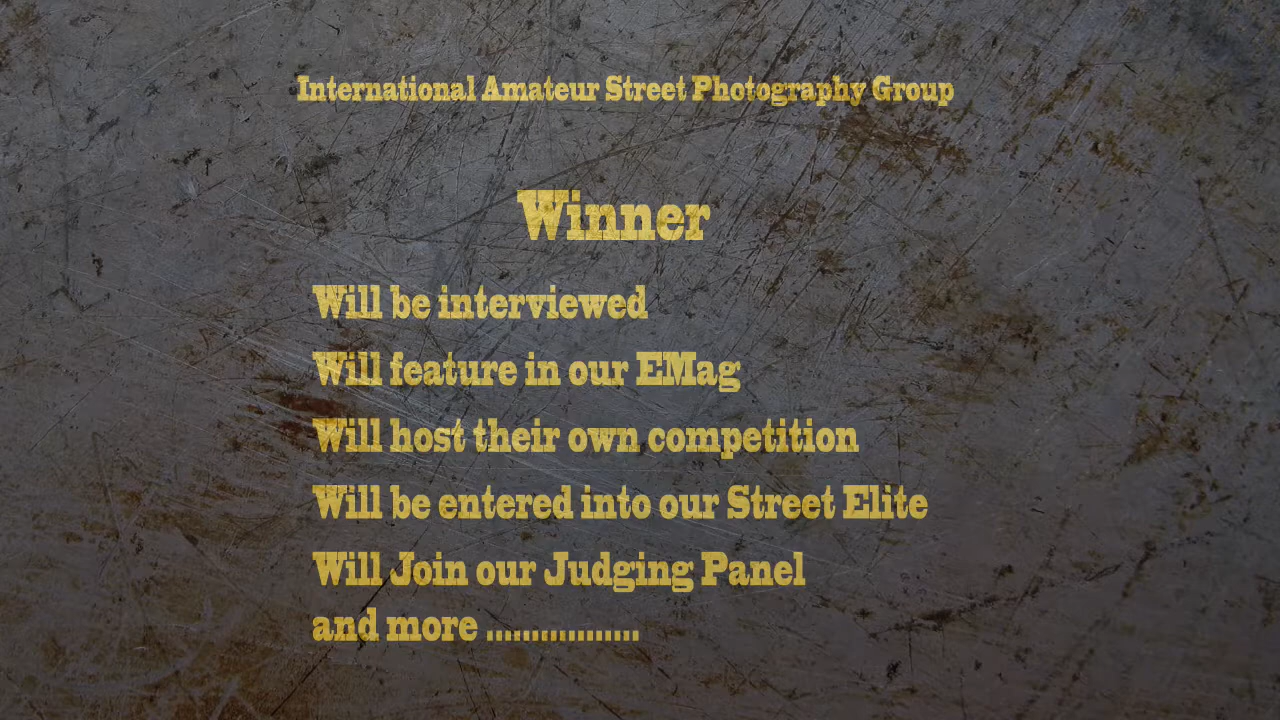 International Amateur Street Photography Group
Winner
Will be interviewed
Will feature in our EMag
Will host their own competition
Will be entered into our Street Elite
Will Join our Judging Panel
and more .................